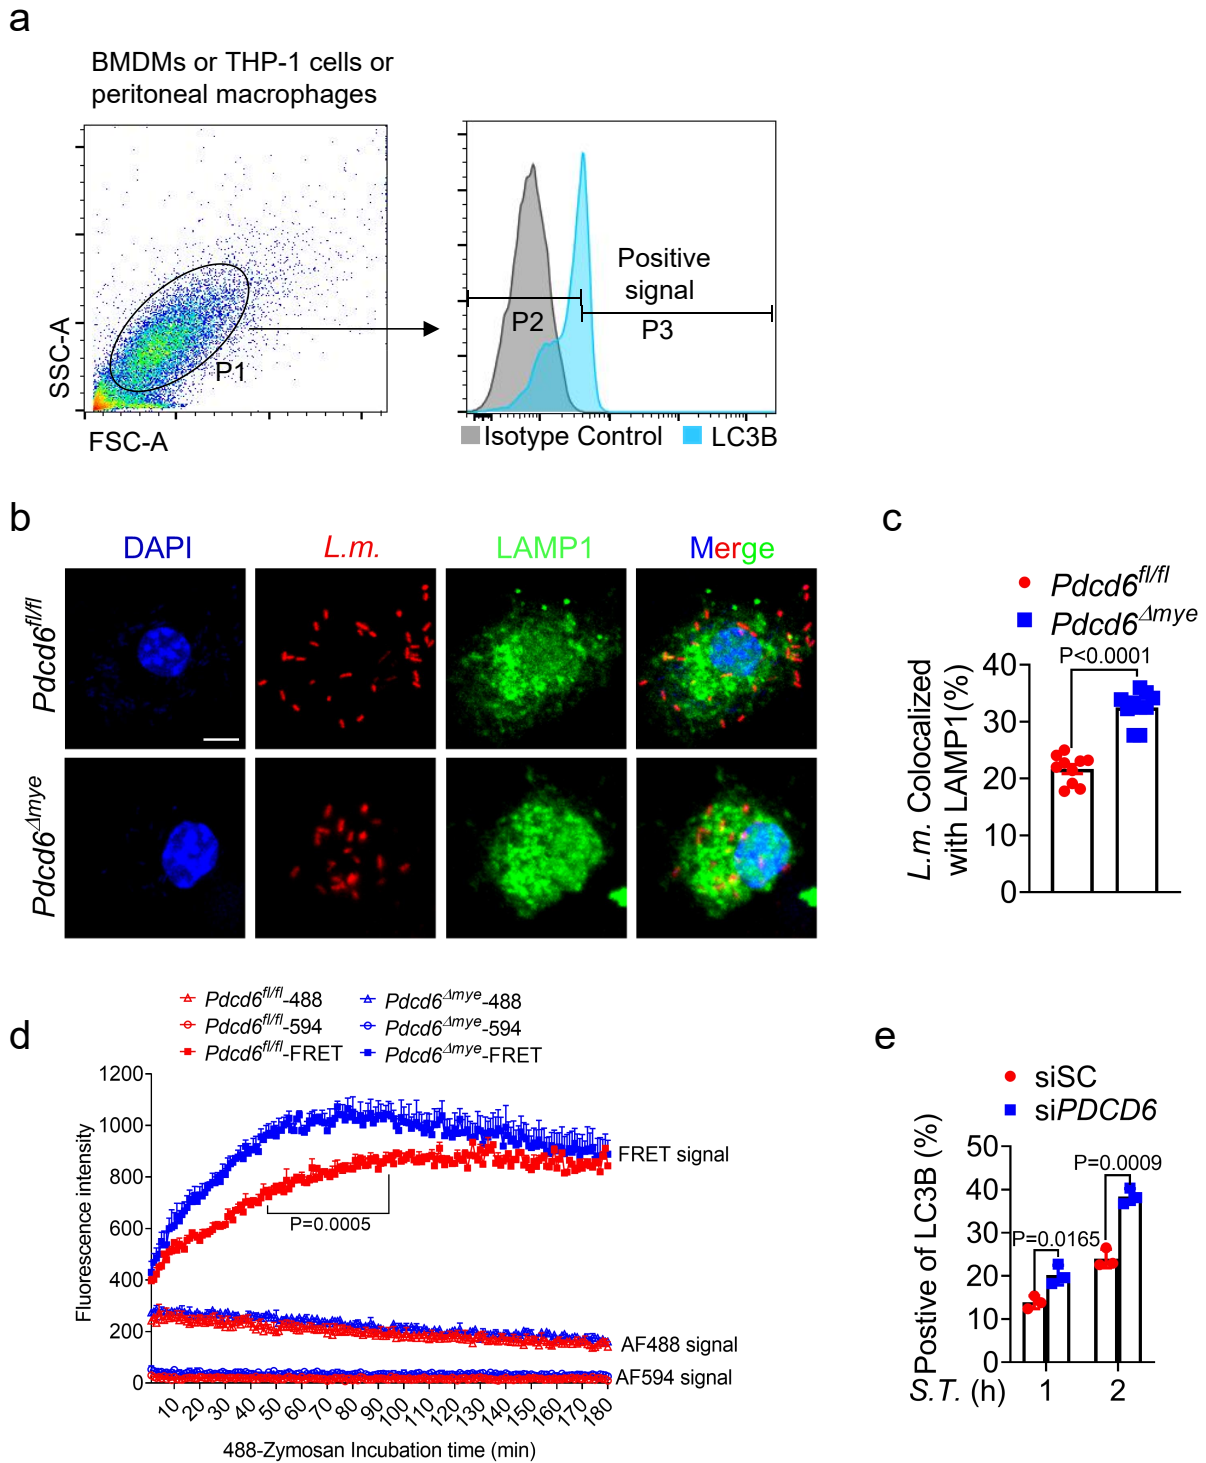 a
BMDMs or THP-1 cells or
peritoneal macrophages
SSC-A
P1
FSC-A
Positive
signal
P2
P3
Isotype Control
LC3B
b
DAPI
L.m.
LAMP1
Merge
Pdcd6fl/fl
Pdcd6Δmye
c
Pdcd6fl/fl
Pdcd6Δmye
P<0.0001
L.m. Colocalized
with LAMP1(%)
40
30
20
10
0
d
Pdcd6fl/fl-488
Pdcd6fl/fl-594
Pdcd6fl/fl-FRET
Pdcd6Δmye-488
Pdcd6Δmye-594
Pdcd6Δmye-FRET
Fluorescence intensity
1200
1000
800
600
400
200
0
FRET signal
P=0.0005
AF488 signal
AF594 signal
10 20 30 40 50 60 70 80 90 100 110 120 130 140 150 160 170 180
488-Zymosan Incubation time (min)
e
siSC
siPDCD6
Postive of LC3B (%)
50
40
30
20
10
0
P=0.0009
P=0.0165
S.T. (h) 1 2